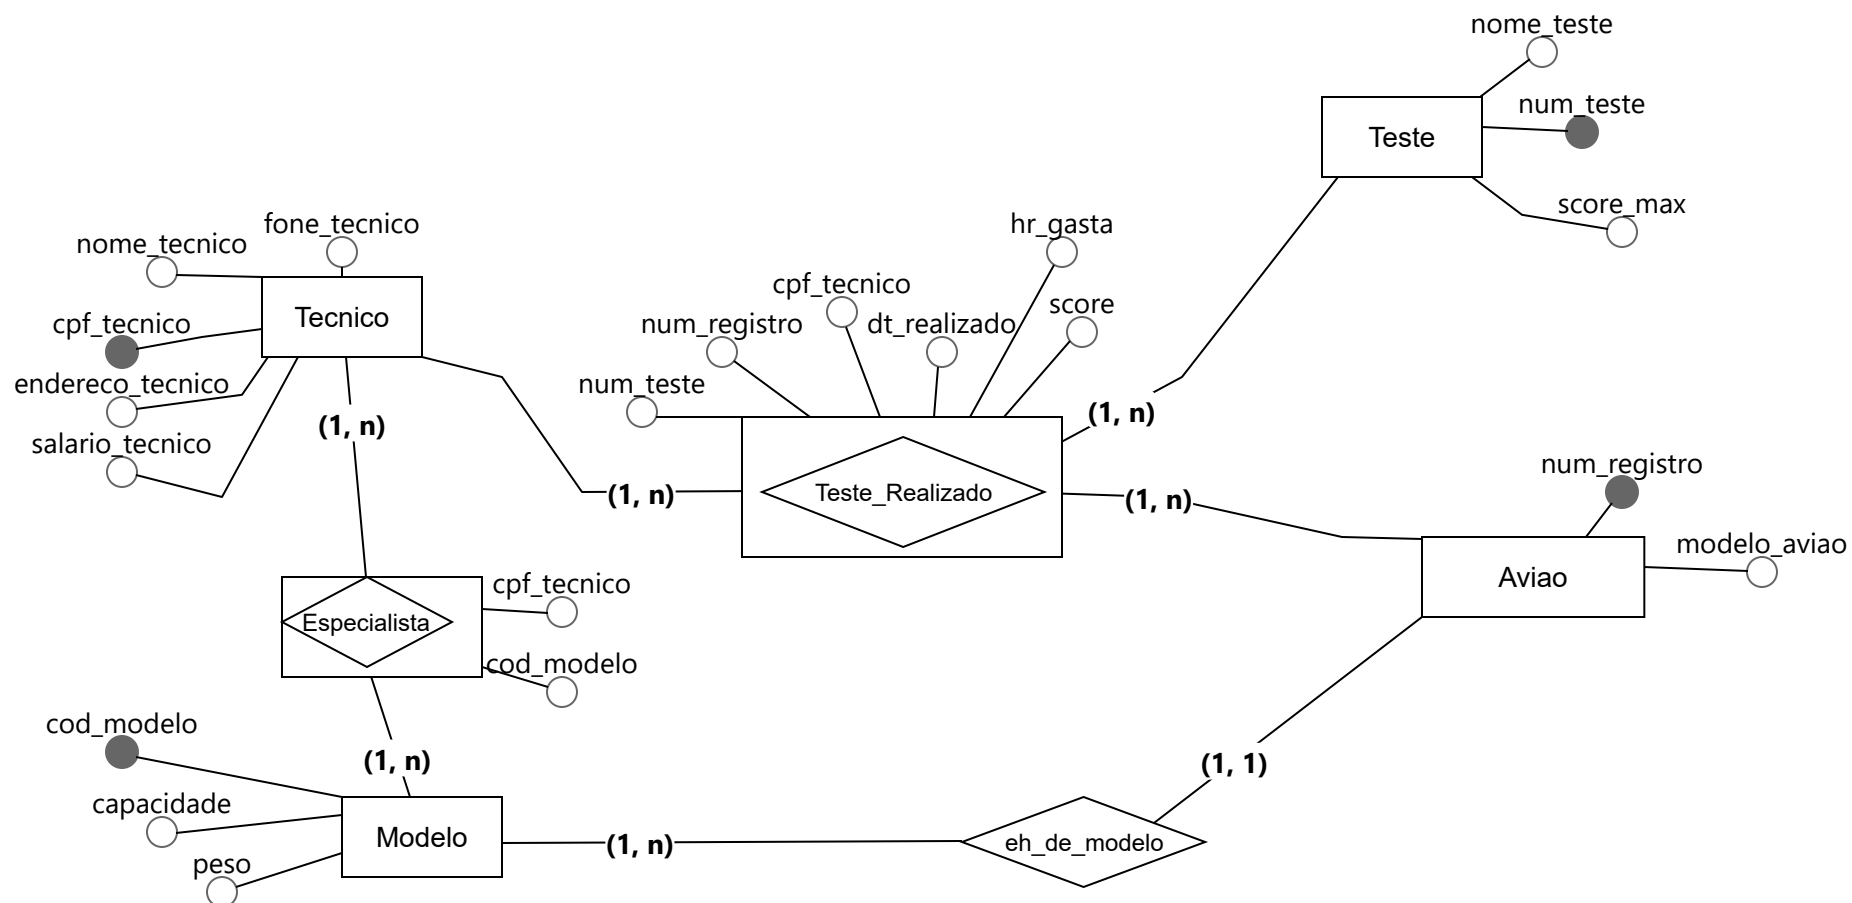 nome_teste
num_teste
Teste
score_max
fone_tecnico
nome_tecnico
hr_gasta
cpf_tecnico
score
Tecnico
cpf_tecnico
num_registro
dt_realizado
endereco_tecnico
num_teste
(1, n)
(1, n)
salario_tecnico
num_registro
(1, n)
Teste_Realizado
(1, n)
modelo_aviao
Aviao
cpf_tecnico
Especialista
cod_modelo
cod_modelo
(1, n)
(1, 1)
capacidade
Modelo
(1, n)
eh_de_modelo
peso